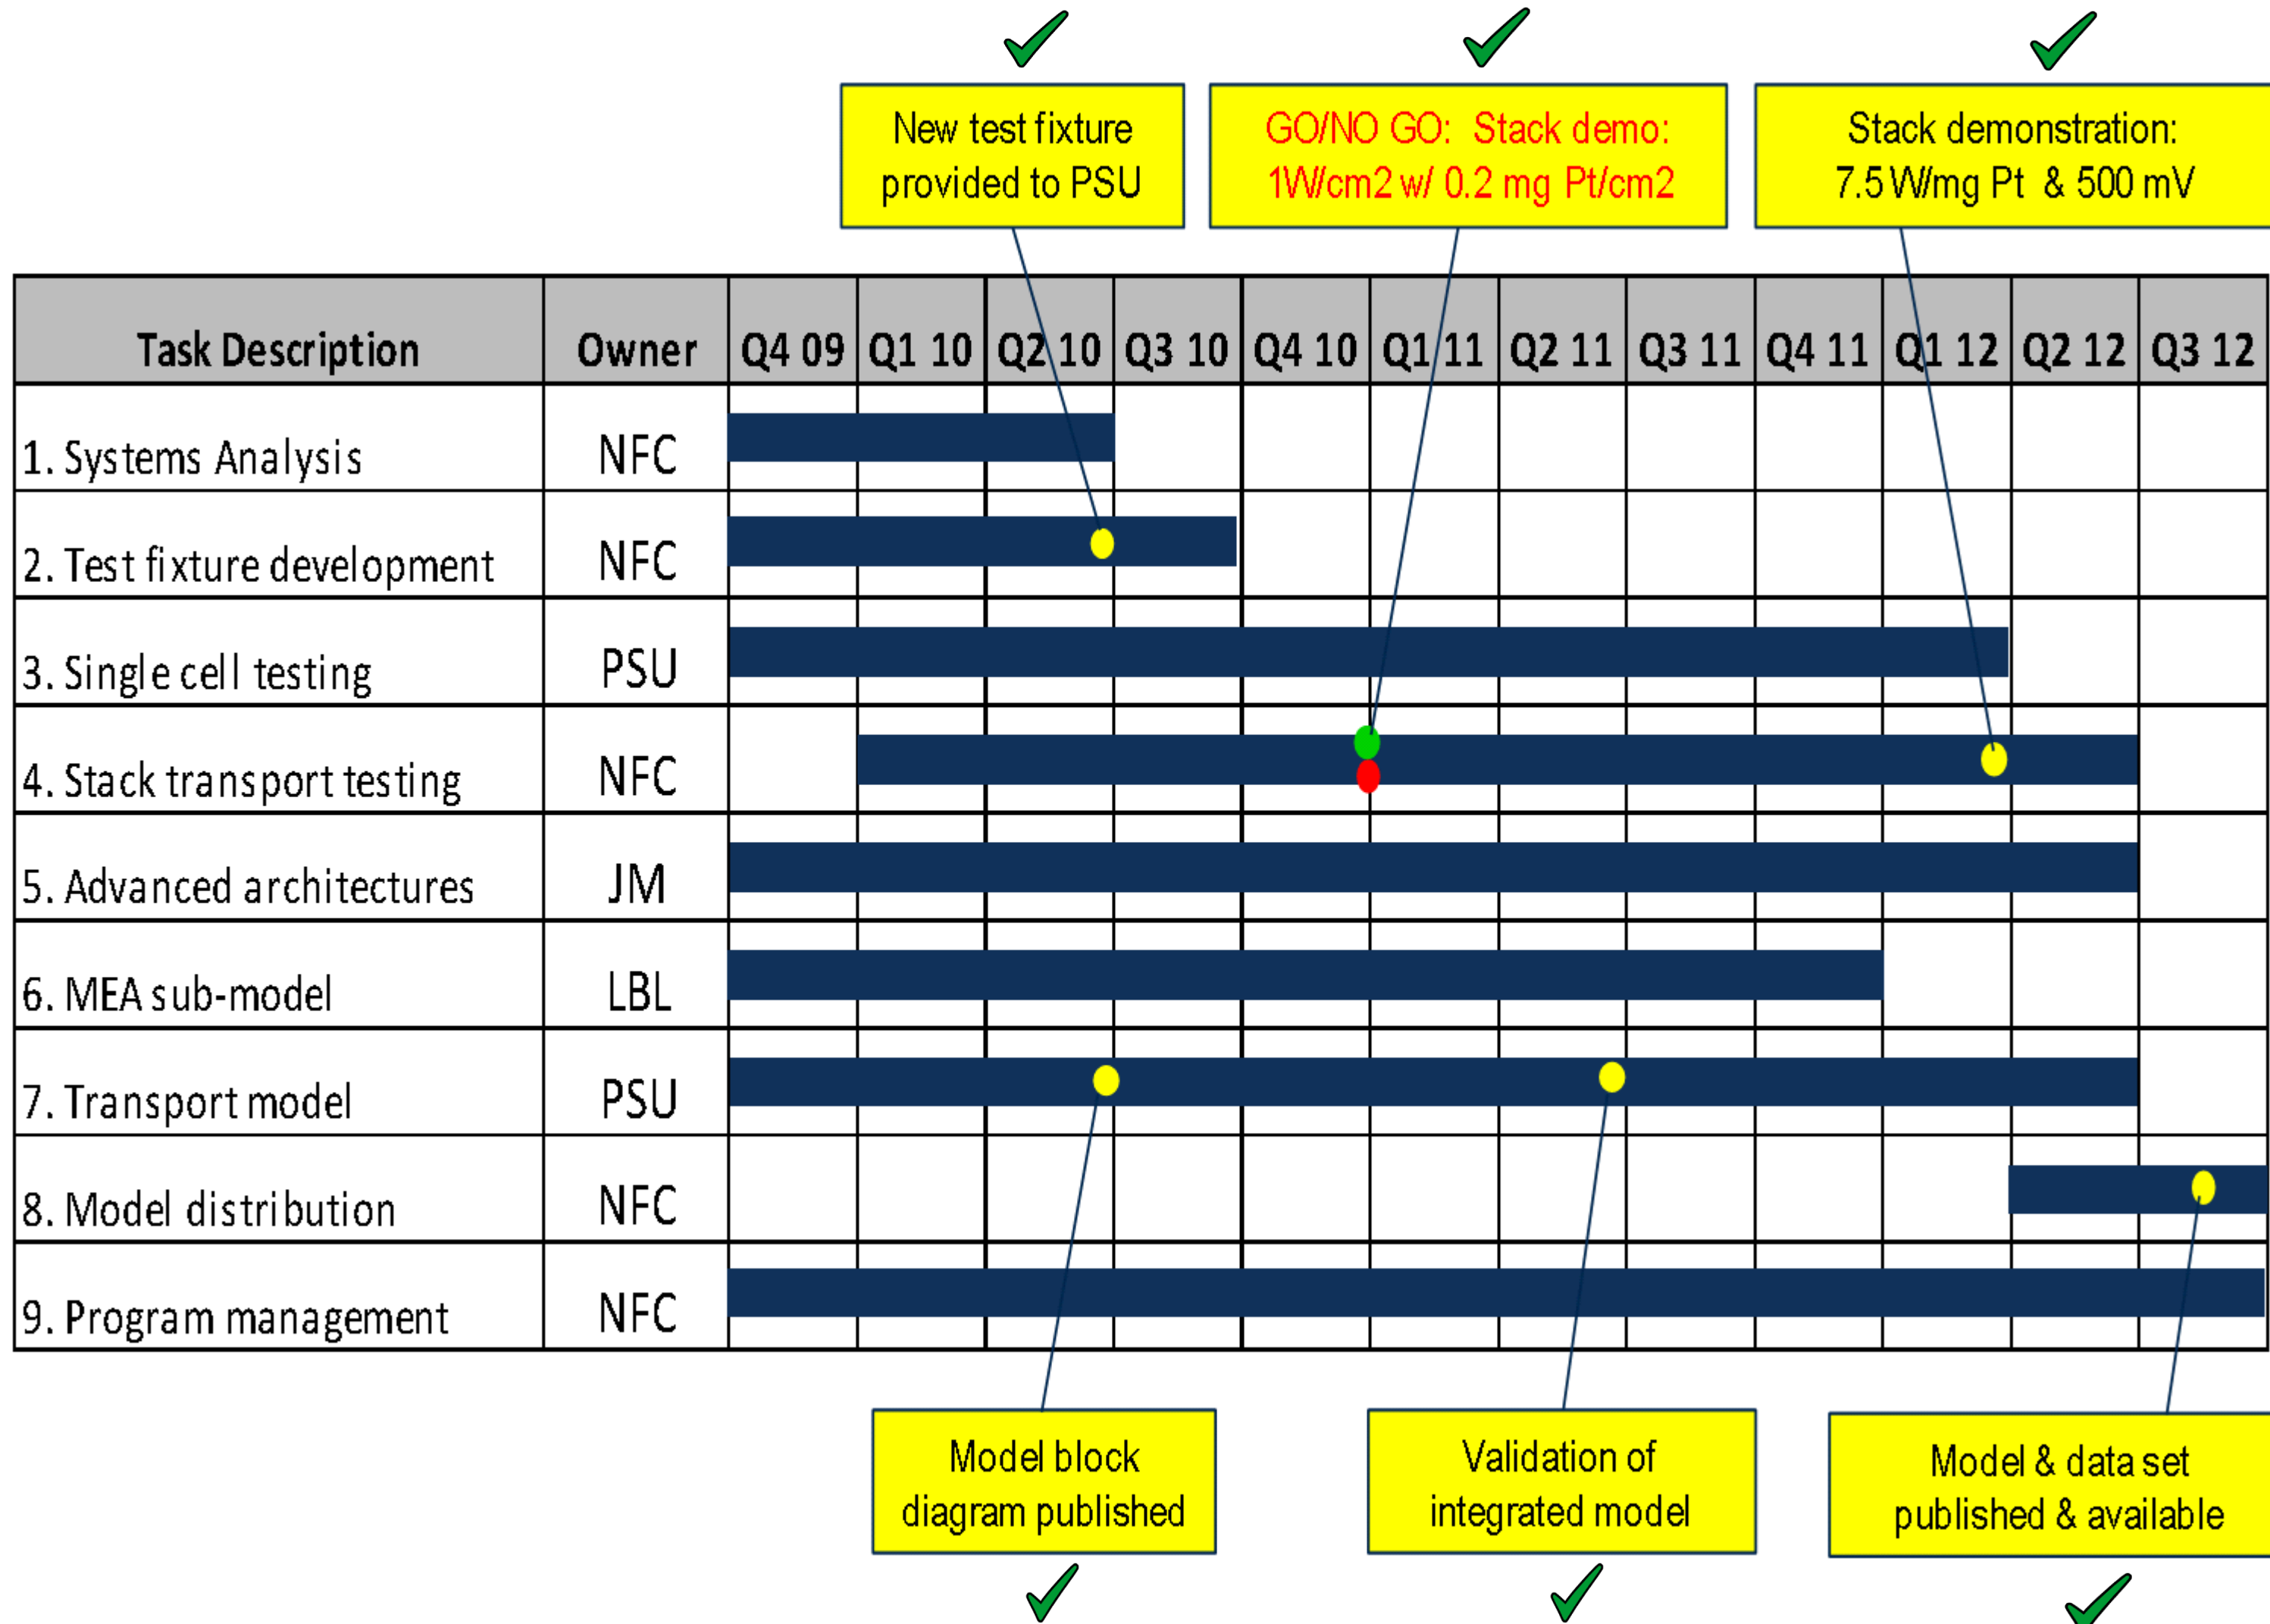 New test fixture
provided to PSU
GO/NO GO: Stack demo:
1W/cm2 w/ 0.2 mg Pt/cm2
Stack demonstration:
7.5 W/mg Pt & 500 mV
Task Description Owner Q4 09 Q1 10 Q2 10 Q3 10 Q4 10 Q1 11 Q2 11 Q3 11 Q4 11 Q1 12 Q2 12 Q3 12
1. Systems Analysis NFC
2. Test fixture development NFC
3. Single cell testing PSU
4. Stack transport testing NFC
5. Advanced architectures JM
6. MEA sub-model LBL
7. Transport model PSU
8. Model distribution NFC
9. Program management NFC
Model block
diagram published
Validation of
integrated model
Model & data set
published & available